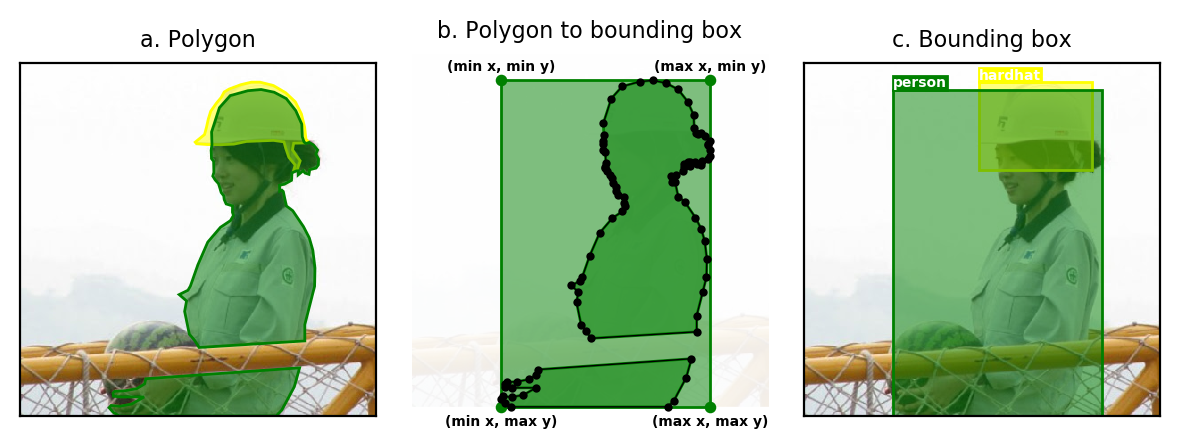 a. Polygon
b. Polygon to bounding box
c. Bounding box
(min x, min y)
(max x, min y)
(min x, max y)
(max x, max y)
hardhat
person